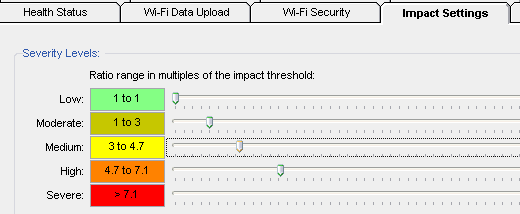 Health Status Wi-Fi Data Upload Wi-Fi Security Impact Settings
Severity Levels:
Ratio range in multiples of the impact threshold:
Low: 1 to 1
Moderate: 1 to 3
Medium: 3 to 4.7
High: 4.7 to 7.1
Severe: > 7.1